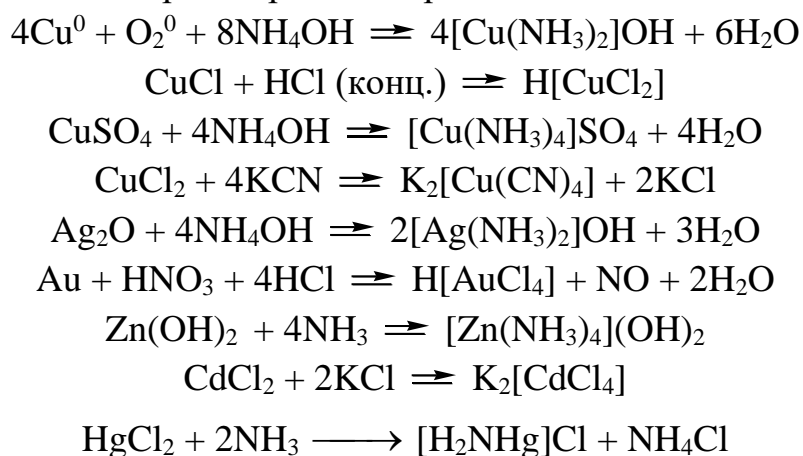 4Cu⁰ + O₂⁰ + 8NH₄OH ⇌ 4[Cu(NH₃)₂]OH + 6H₂O
CuCl + HCl (конц.) ⇌ H[CuCl₂]
CuSO₄ + 4NH₄OH ⇌ [Cu(NH₃)₄]SO₄ + 4H₂O
CuCl₂ + 4KCN ⇌ K₂[Cu(CN)₄] + 2KCl
Ag₂O + 4NH₄OH ⇌ 2[Ag(NH₃)₂]OH + 3H₂O
Au + HNO₃ + 4HCl ⇌ H[AuCl₄] + NO + 2H₂O
Zn(OH)₂ + 4NH₃ ⇌ [Zn(NH₃)₄](OH)₂
CdCl₂ + 2KCl ⇌ K₂[CdCl₄]
HgCl₂ + 2NH₃ ⟶ [H₂NHg]Cl + NH₄Cl